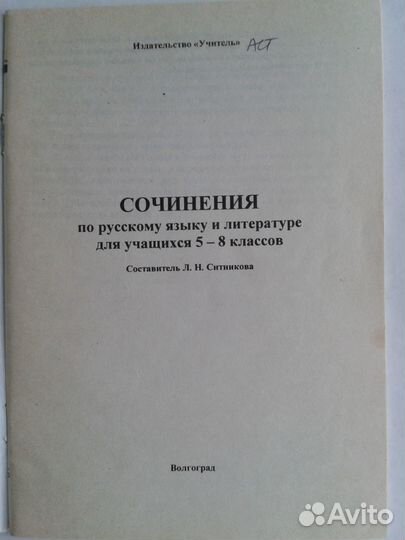 Издательство «Учитель» АСТ
СОЧИНЕНИЯ
по русскому языку и литературе
для учащихся 5 – 8 классов
Составитель Л. Н. Ситникова
Волгоград
Avito